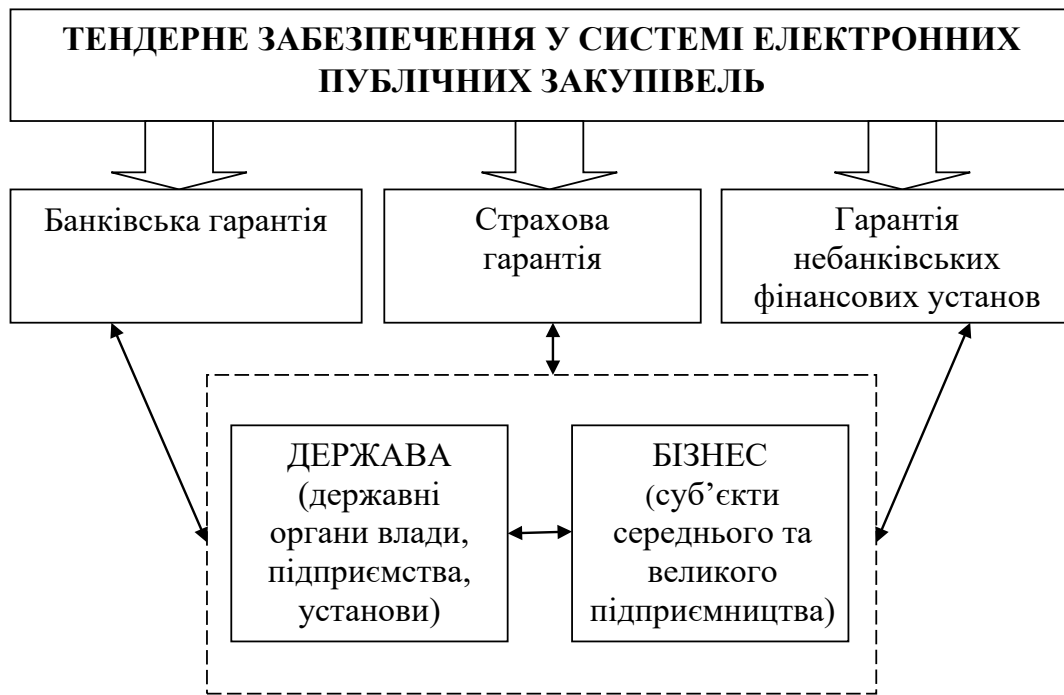 ТЕНДЕРНЕ ЗАБЕЗПЕЧЕННЯ У СИСТЕМІ ЕЛЕКТРОННИХ
ПУБЛІЧНИХ ЗАКУПІВЕЛЬ
Банківська гарантія
Страхова
гарантія
Гарантія
небанківських
фінансових установ
ДЕРЖАВА
(державні
органи влади,
підприємства,
установи)
БІЗНЕС
(суб’єкти
середнього та
великого
підприємництва)